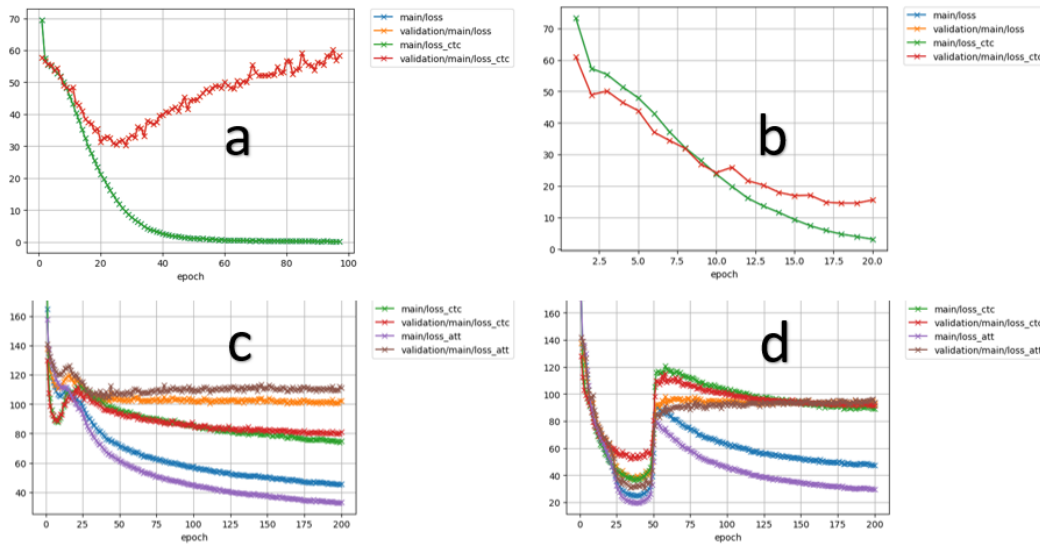 70
60
50
40
30
20
10
0
a
0 20 40 60 80 100
epoch
main/loss
validation/main/loss
main/loss_ctc
validation/main/loss_ctc
70
60
50
40
30
20
10
0
b
2.5 5.0 7.5 10.0 12.5 15.0 17.5 20.0
epoch
main/loss
validation/main/loss
main/loss_ctc
validation/main/loss_ctc
160
140
120
100
80
60
40
c
0 25 50 75 100 125 150 175 200
epoch
main/loss_ctc
validation/main/loss_ctc
main/loss_att
validation/main/loss_att
160
140
120
100
80
60
40
20
d
0 25 50 75 100 125 150 175 200
epoch
main/loss_ctc
validation/main/loss_ctc
main/loss_att
validation/main/loss_att